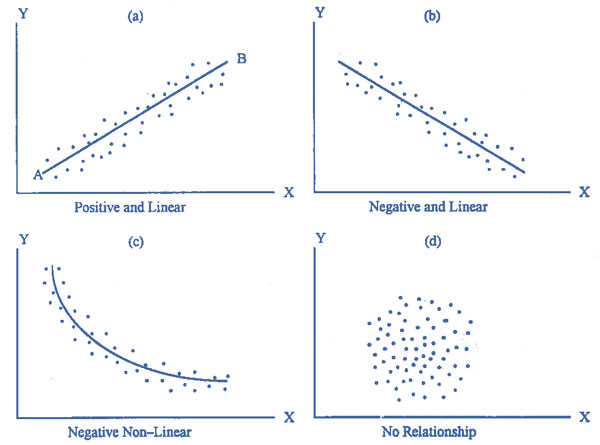 (a)
Y
B
A
X
Positive and Linear
(b)
Y
X
Negative and Linear
(c)
Y
X
Negative Non–Linear
(d)
Y
X
No Relationship